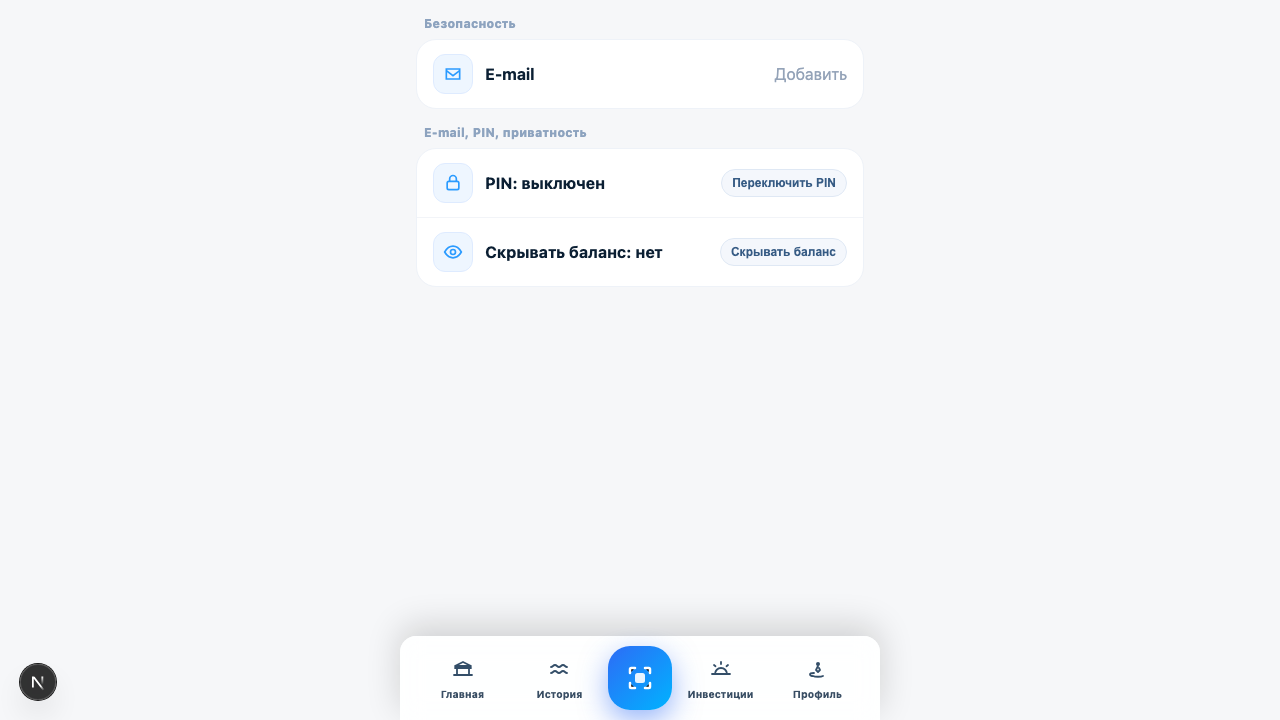 Безопасность
E-mail
Добавить
E-mail, PIN, приватность
PIN: выключен
Переключить PIN
Скрывать баланс: нет
Скрывать баланс
N
Главная
История
Инвестиции
Профиль